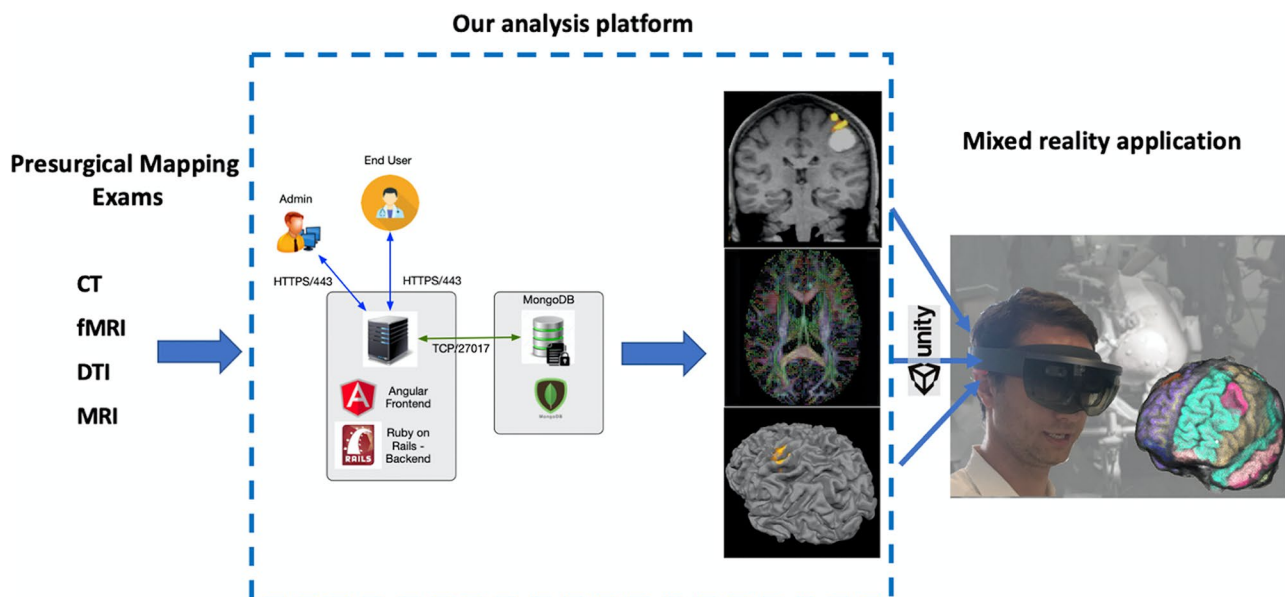 Our analysis platform
Presurgical Mapping
Exams
CT
fMRI
DTI
MRI
End User
Admin
HTTPS/443
HTTPS/443
MongoDB
TCP/27017
Angular
Frontend
Ruby on
Rails -
Backend
RAILS
MongoDB
unity
Mixed reality application